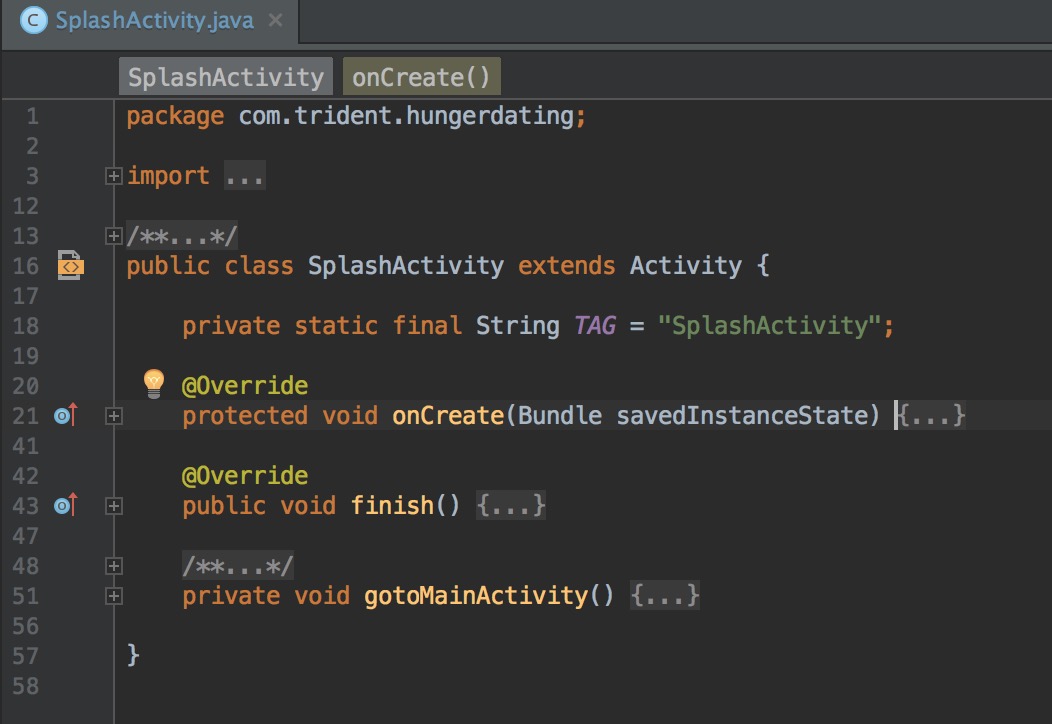 C SplashActivity.java ×
SplashActivity onCreate()
1 package com.trident.hungerdating;
2
3 import ...
12
13 /**...*/
16 <> public class SplashActivity extends Activity {
17
18 private static final String TAG = "SplashActivity";
19
20 @Override
21 protected void onCreate(Bundle savedInstanceState) {...}
41
42 @Override
43 public void finish() {...}
47
48 /**...*/
51 private void gotoMainActivity() {...}
56
57 }
58